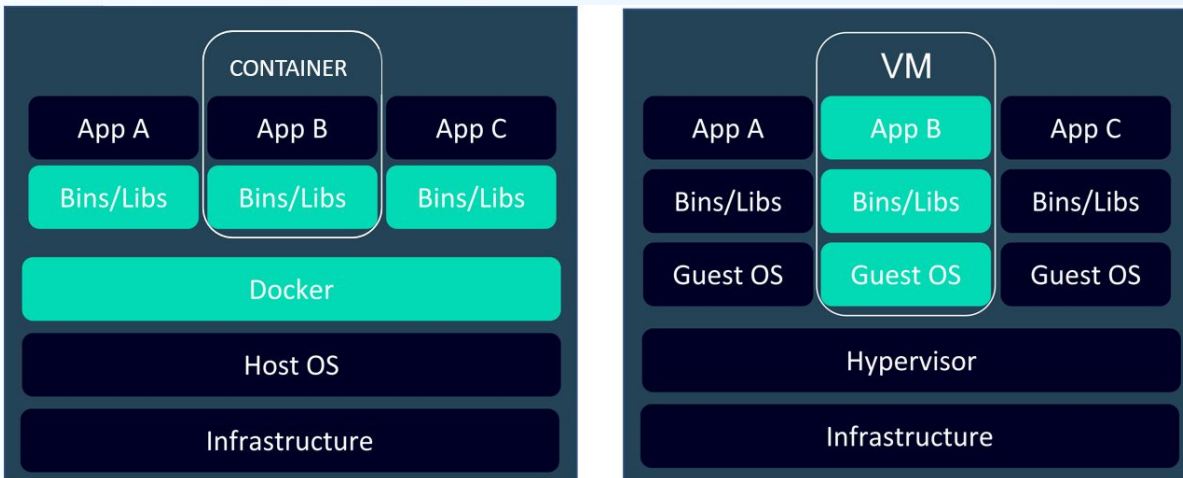 CONTAINER
App A App B App C
Bins/Libs Bins/Libs Bins/Libs
Docker
Host OS
Infrastructure
VM
App A App B App C
Bins/Libs Bins/Libs Bins/Libs
Guest OS Guest OS Guest OS
Hypervisor
Infrastructure